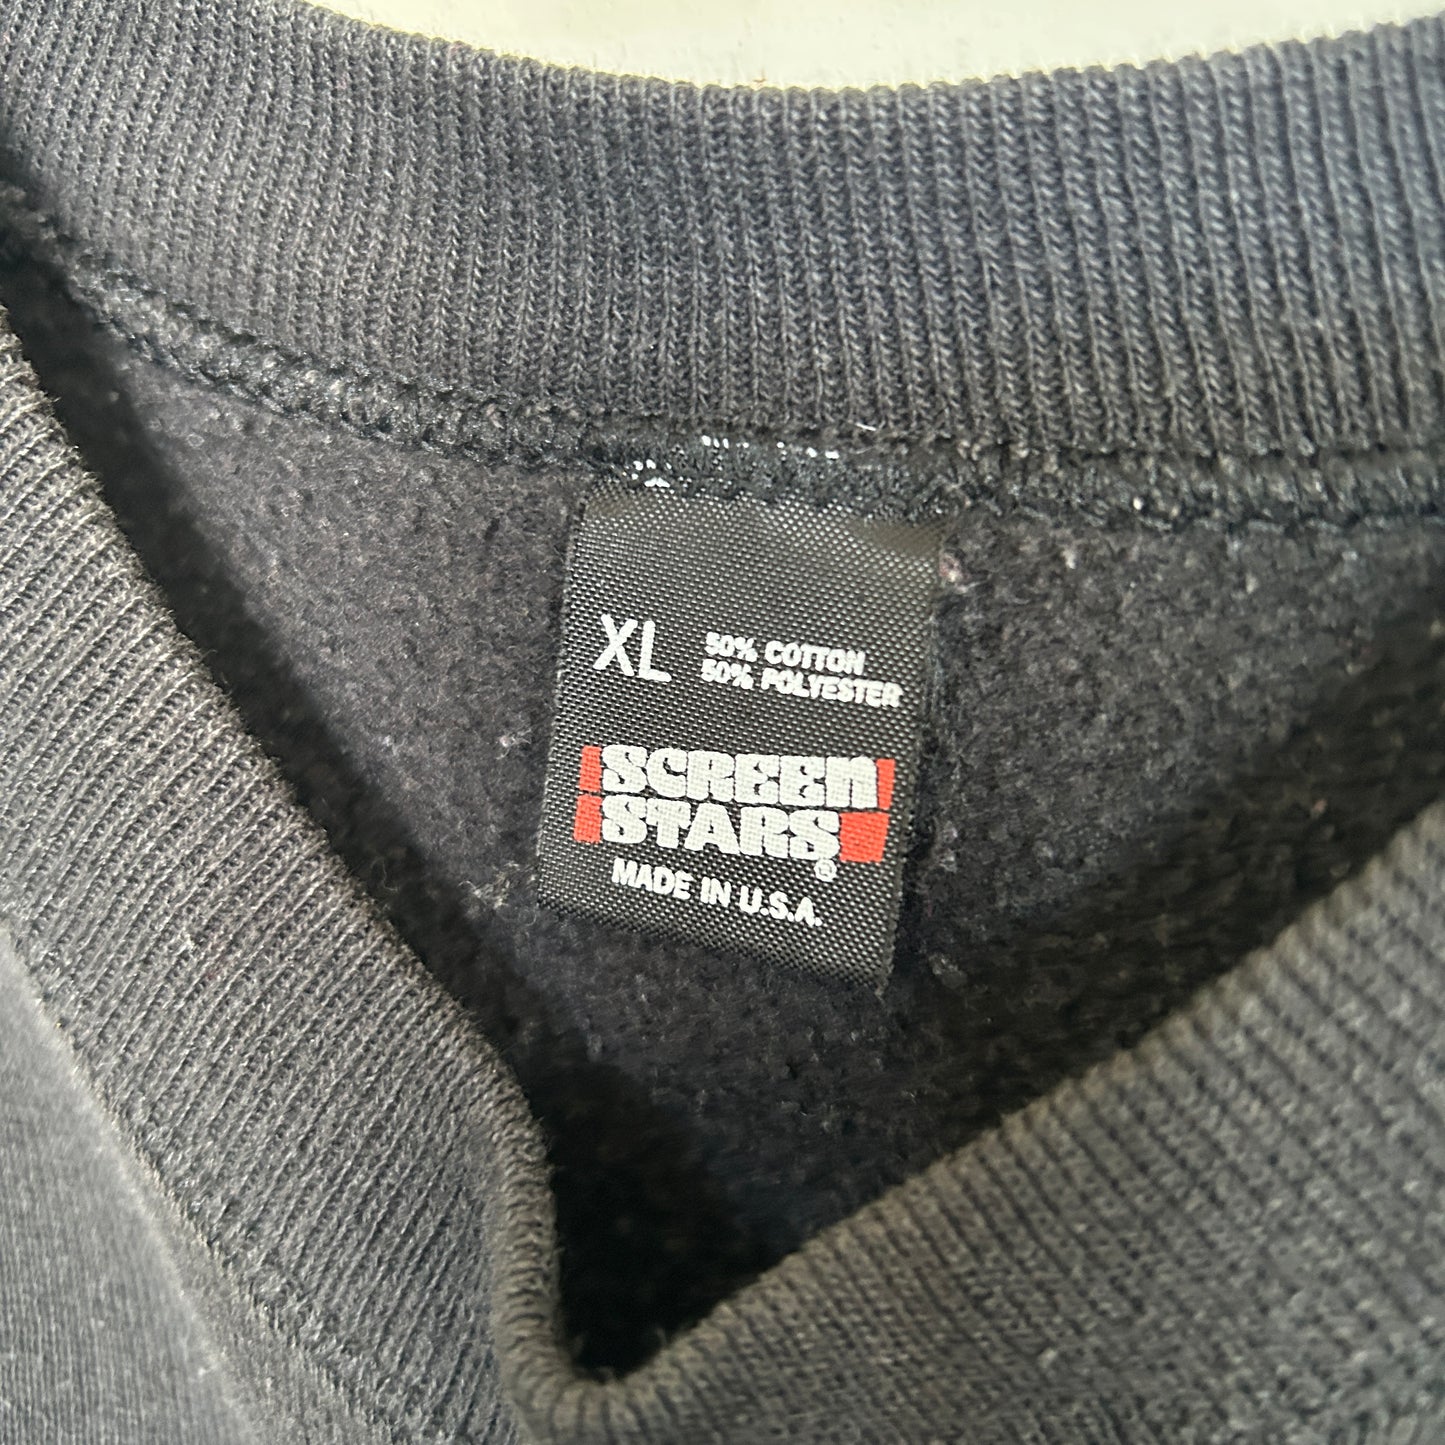 XL
50% COTTON
50% POLYESTER
SCREEN
STARS®
MADE IN U.S.A.